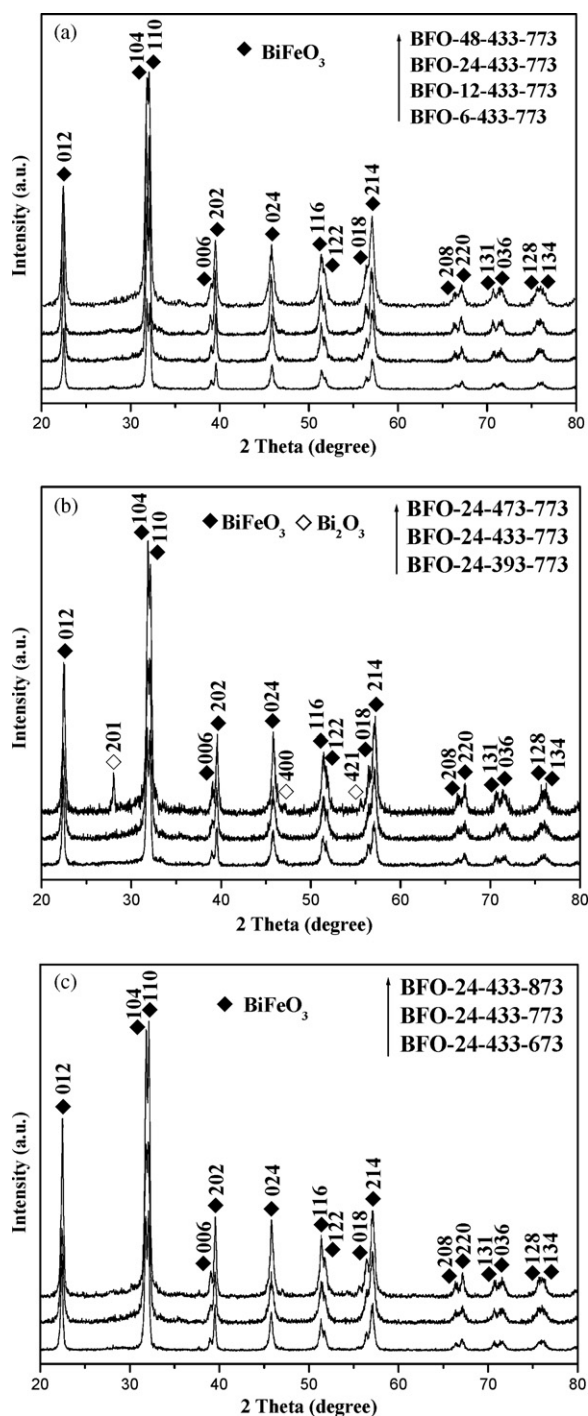 (a)
BiFeO3
BFO-48-433-773
BFO-24-433-773
BFO-12-433-773
BFO-6-433-773
012
104
110
006
202
024
116
122
018
214
208
220
131
036
128
134
Intensity (a.u.)
20 30 40 50 60 70 80
2 Theta (degree)
(b)
BiFeO3 Bi2O3
BFO-24-473-773
BFO-24-433-773
BFO-24-393-773
012
201
104
110
006
202
024
400
116
122
421
018
214
208
220
131
036
128
134
Intensity (a.u.)
20 30 40 50 60 70 80
2 Theta (degree)
(c)
BiFeO3
BFO-24-433-873
BFO-24-433-773
BFO-24-433-673
012
104
110
006
202
024
116
122
018
214
208
220
131
036
128
134
Intensity (a.u.)
20 30 40 50 60 70 80
2 Theta (degree)